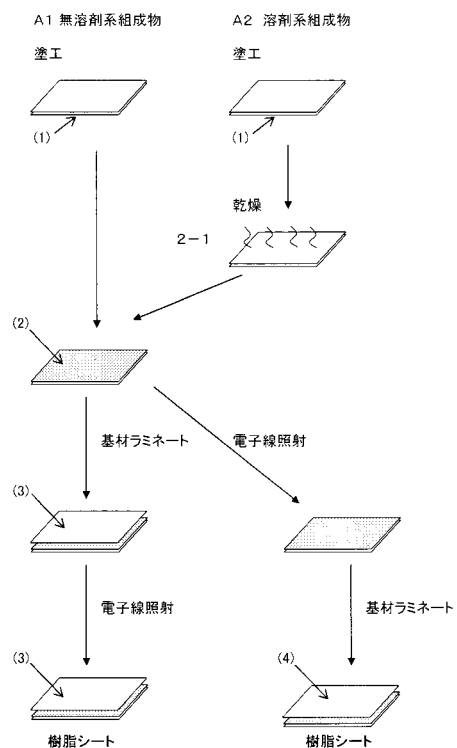 A1 無溶剤系組成物
A2 溶剤系組成物
塗工
塗工
(1)
(1)
乾燥
2-1
(2)
基材ラミネート
電子線照射
(3)
電子線照射
基材ラミネート
(3)
(4)
樹脂シート
樹脂シート